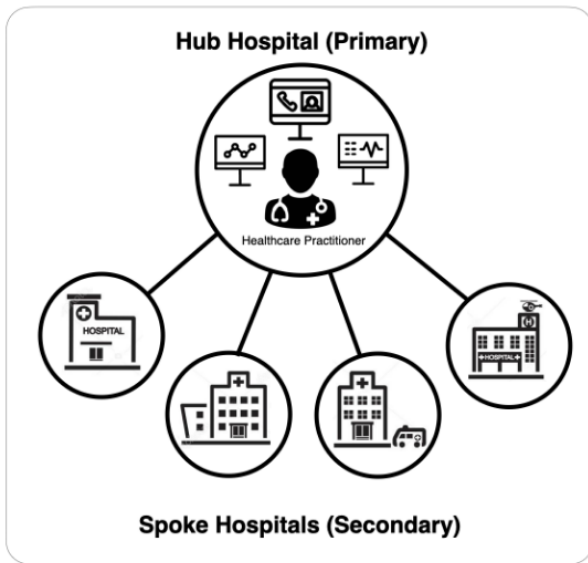 Hub Hospital (Primary)
Healthcare Practitioner
HOSPITAL
H
HOSPITAL
Spoke Hospitals (Secondary)